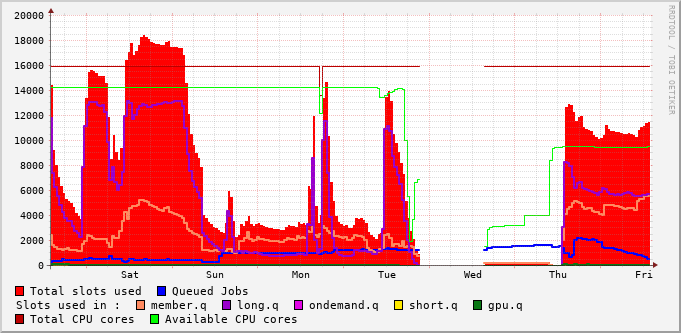 RRDTOOL / TOBI OETIKER
20000
18000
16000
14000
12000
10000
8000
6000
4000
2000
0
Sat Sun Mon Tue Wed Thu Fri
Total slots used Queued Jobs
Slots used in : member.q long.q ondemand.q short.q gpu.q
Total CPU cores Available CPU cores